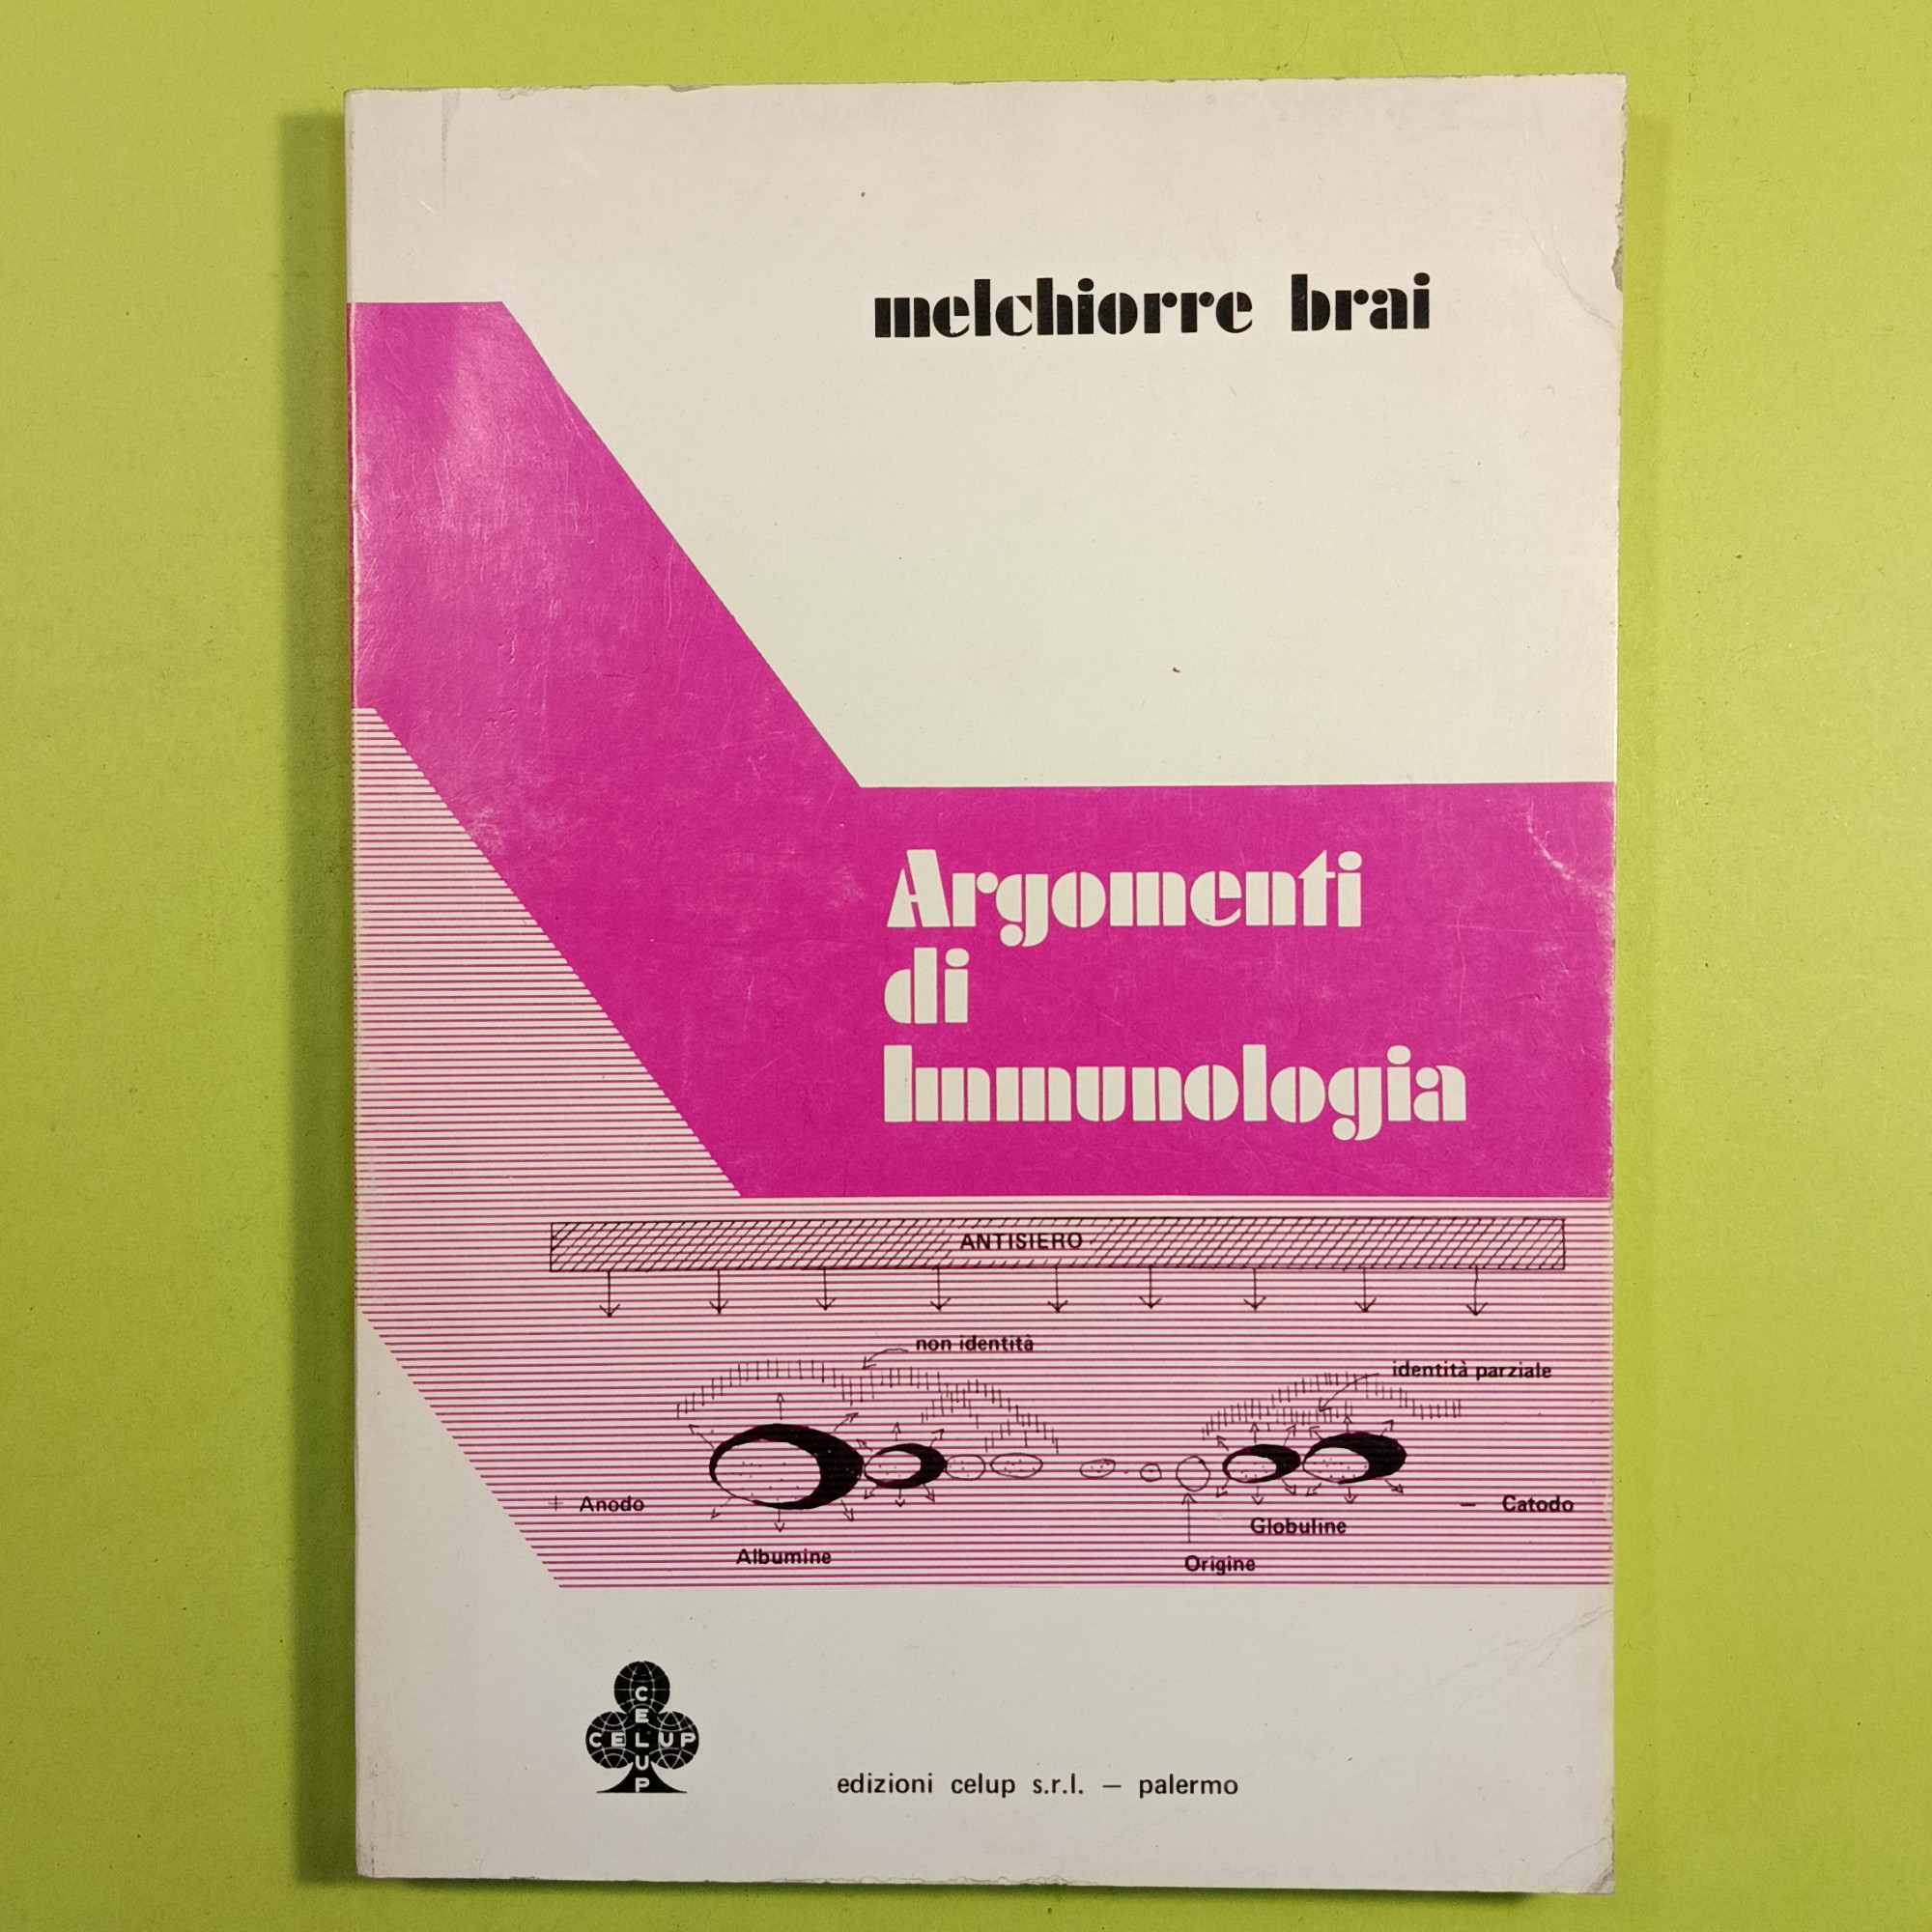 melchiorre brai
Argomenti
di
Immunologia
ANTISIERO
non identità
identità parziale
+ Anodo
− Catodo
Globuline
Albumine
Origine
CELUP
CELUP
edizioni celup s.r.l. — palermo